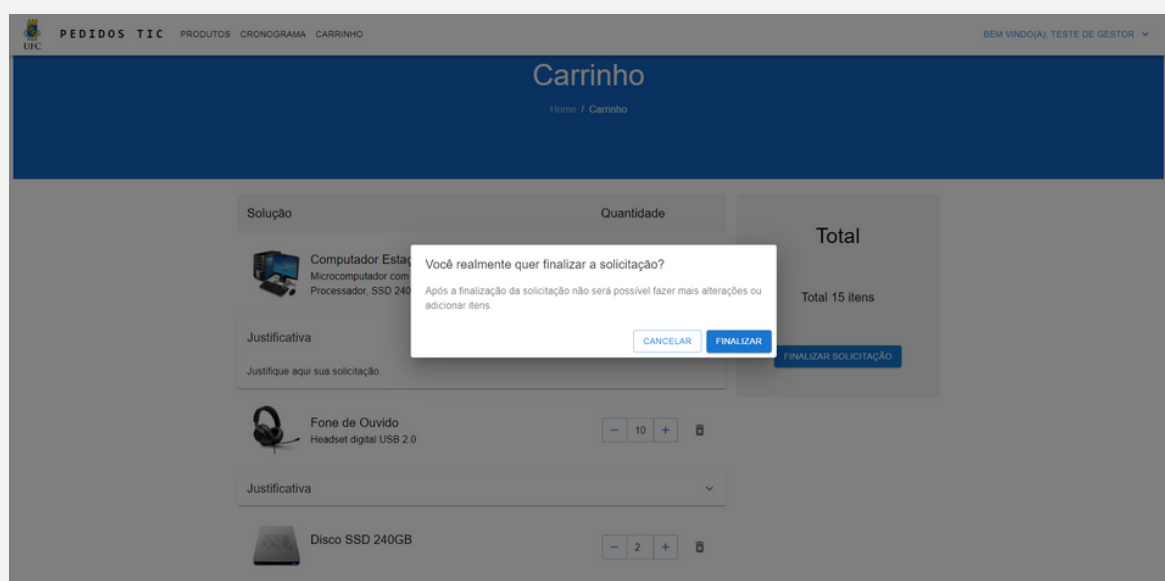 UFC
PEDIDOS TIC PRODUTOS CRONOGRAMA CARRINHO BEM VINDO(A), TESTE DE GESTOR
Carrinho
Home / Carrinho
Solução Quantidade
Total
Total 15 itens
FINALIZAR SOLICITAÇÃO
Computador Estaç
Microcomputador com
Processador, SSD 240
Você realmente quer finalizar a solicitação?
Após a finalização da solicitação não será possível fazer mais alterações ou
adicionar itens.
CANCELAR FINALIZAR
Justificativa
Justifique aqui sua solicitação.
Fone de Ouvido
Headset digital USB 2.0
− 10 +
Justificativa
SSD
Disco SSD 240GB
− 2 +